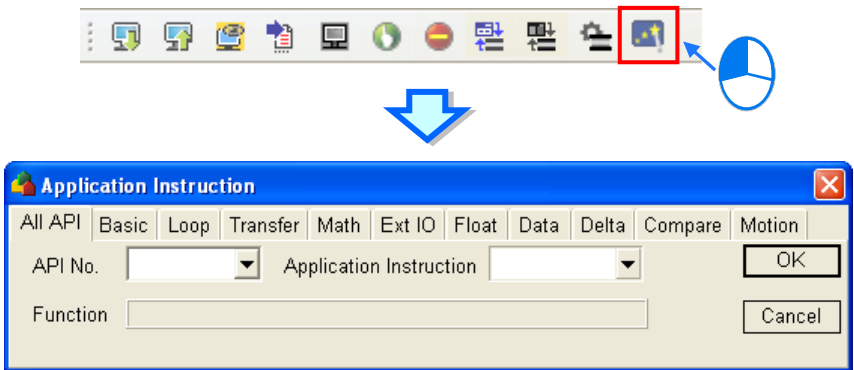 Application Instruction
All API Basic Loop Transfer Math Ext IO Float Data Delta Compare Motion
API No. Application Instruction OK
Function Cancel